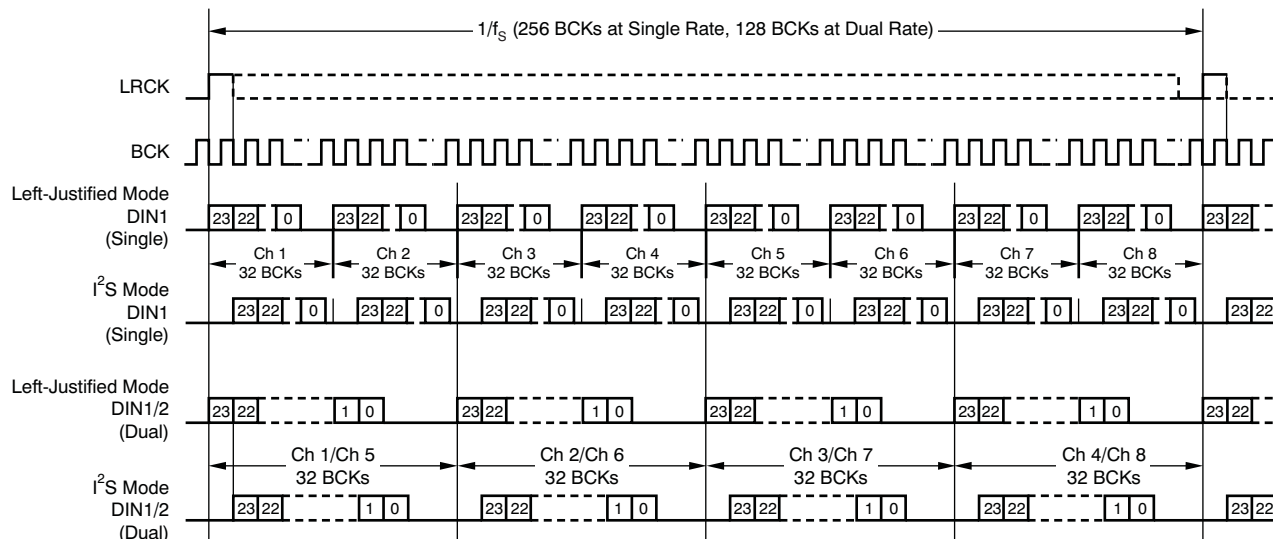 1/fS (256 BCKs at Single Rate, 128 BCKs at Dual Rate)
LRCK
BCK
Left-Justified Mode
DIN1
(Single)
23 22 0 23 22 0 23 22 0 23 22 0 23 22 0 23 22 0 23 22 0 23 22 0 23 22
Ch 1 Ch 2 Ch 3 Ch 4 Ch 5 Ch 6 Ch 7 Ch 8
32 BCKs 32 BCKs 32 BCKs 32 BCKs 32 BCKs 32 BCKs 32 BCKs 32 BCKs
I²S Mode
DIN1
(Single)
23 22 0 23 22 0 23 22 0 23 22 0 23 22 0 23 22 0 23 22 0 23 22 0 23 22
Left-Justified Mode
DIN1/2
(Dual)
23 22 1 0 23 22 1 0 23 22 1 0 23 22 1 0 23 22
Ch 1/Ch 5 Ch 2/Ch 6 Ch 3/Ch 7 Ch 4/Ch 8
32 BCKs 32 BCKs 32 BCKs 32 BCKs
I²S Mode
DIN1/2
(Dual)
23 22 1 0 23 22 1 0 23 22 1 0 23 22 1 0 23 22